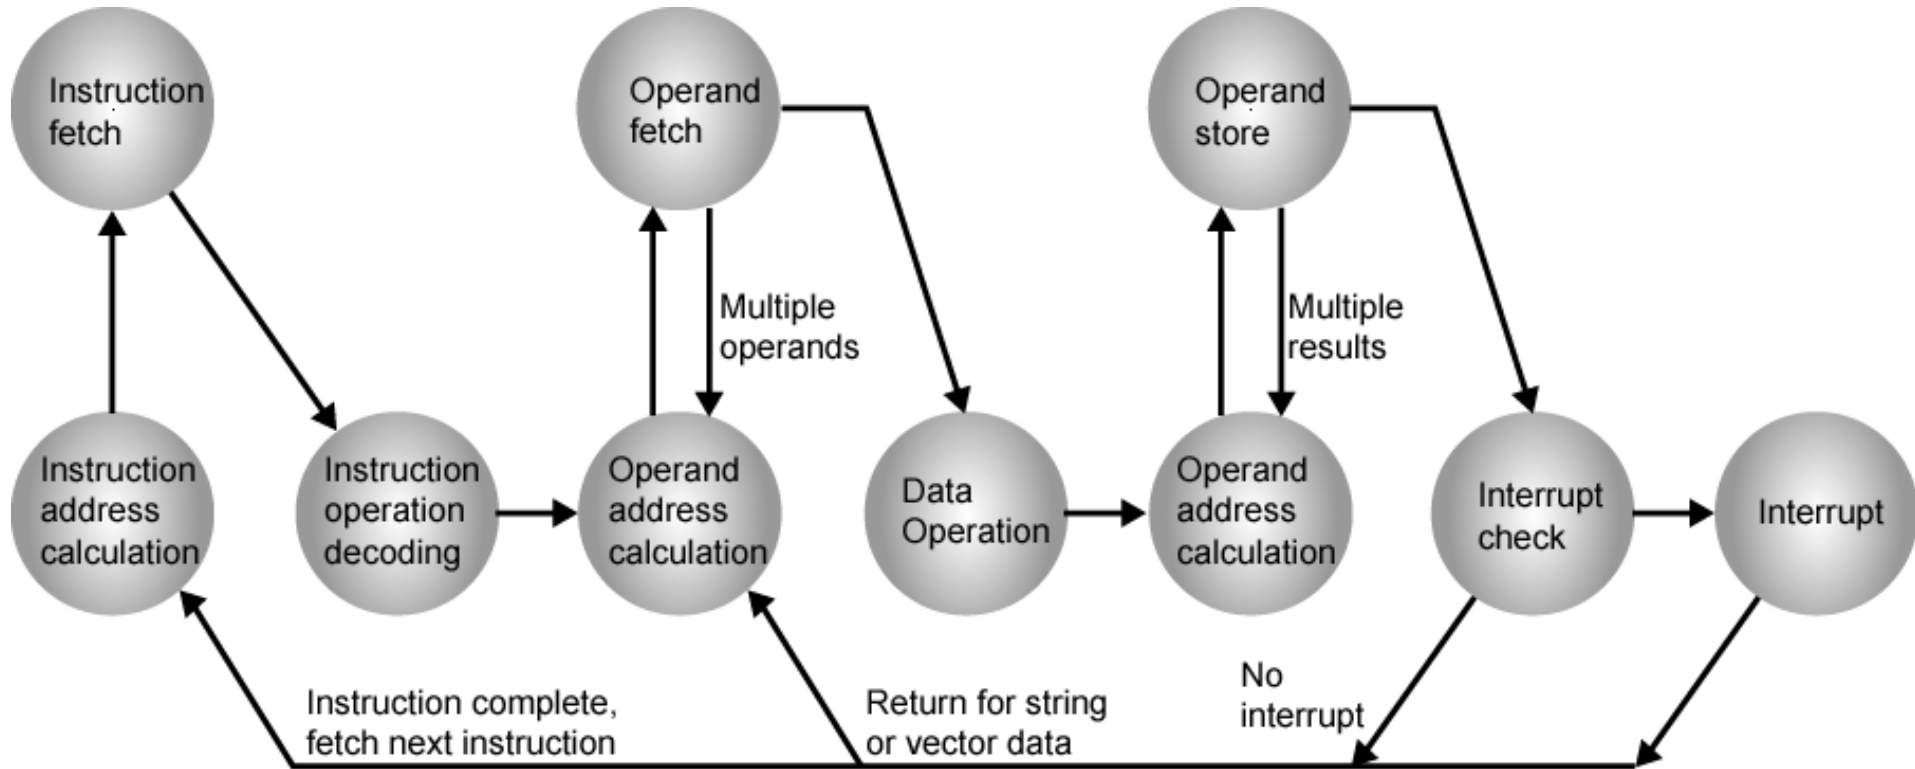 Instruction
fetch
Operand
fetch
Operand
store
Multiple
operands
Multiple
results
Instruction
address
calculation
Instruction
operation
decoding
Operand
address
calculation
Data
Operation
Operand
address
calculation
Interrupt
check
Interrupt
Instruction complete,
fetch next instruction
Return for string
or vector data
No
interrupt